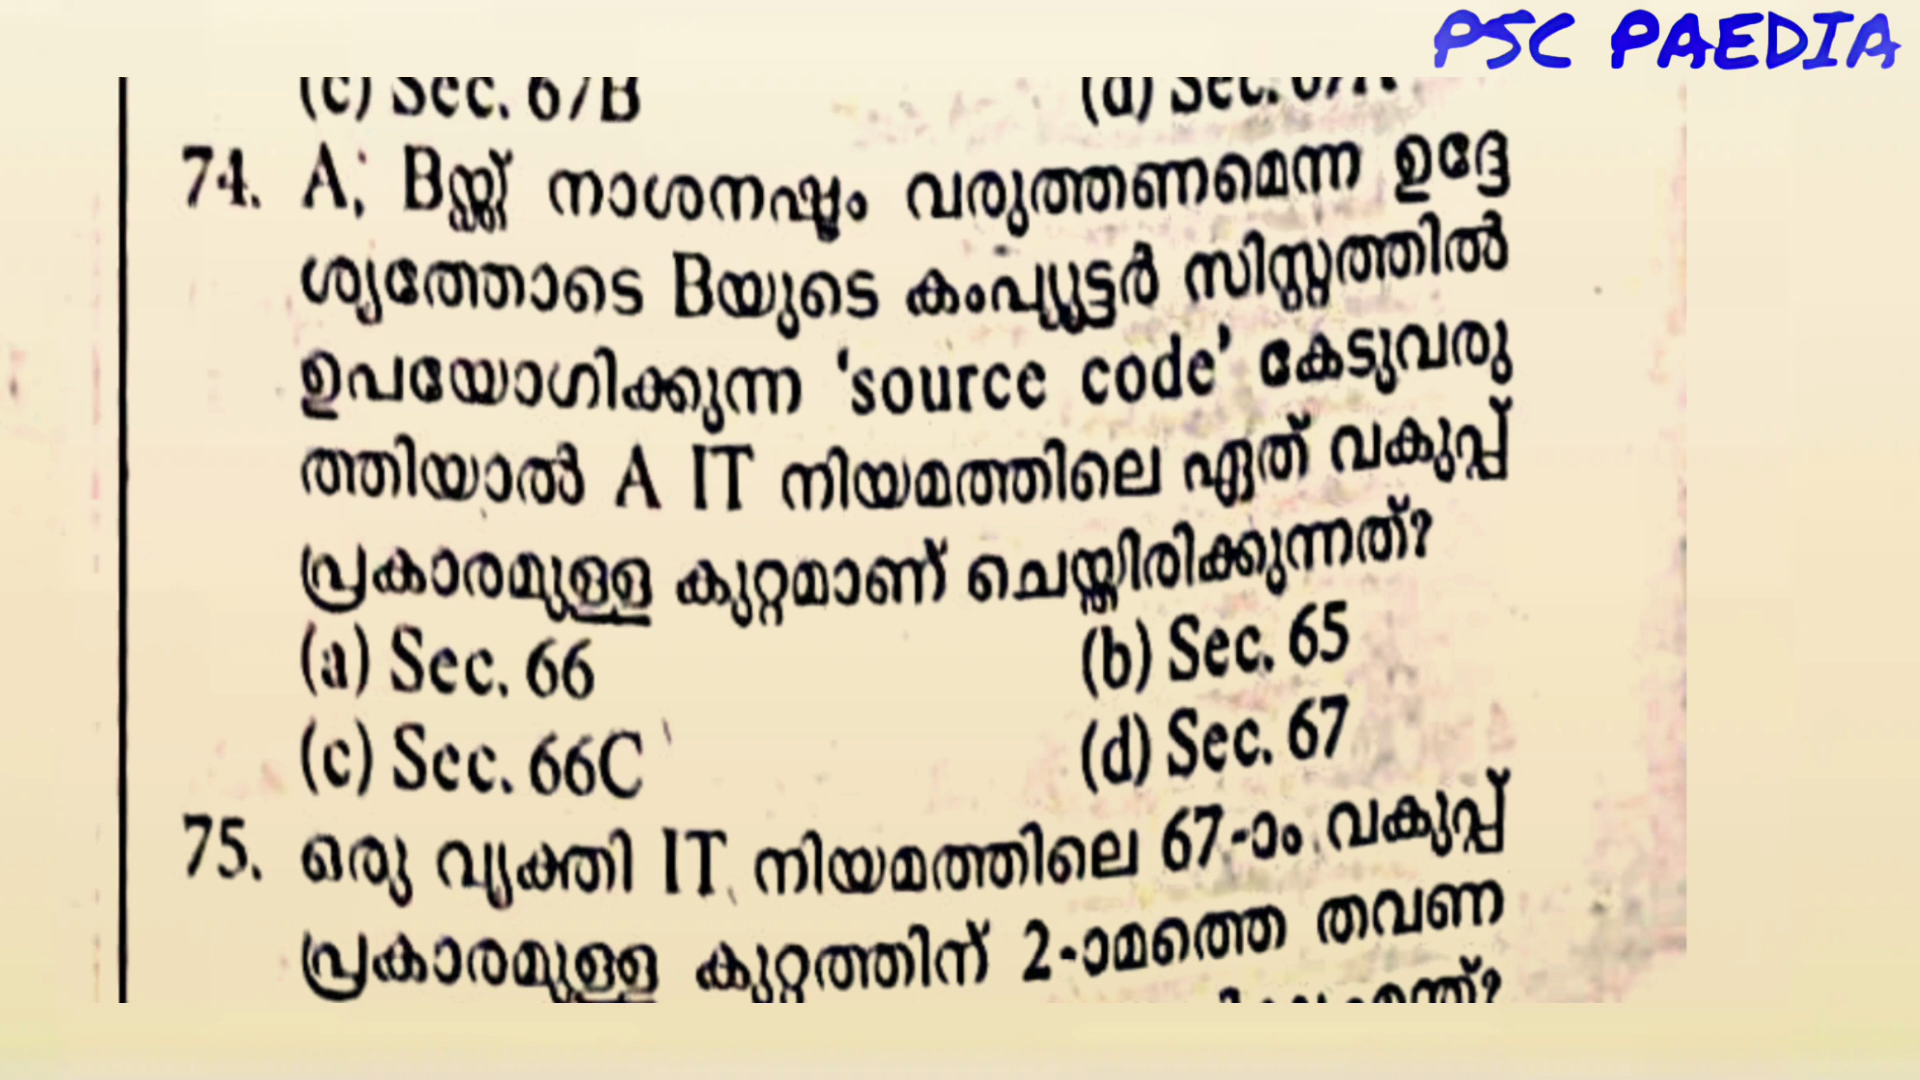 PSC PAEDIA
(c) Sec. 67B (d) Sec.
74. A, Bയ്ക്ക് നാശനഷ്ടം വരുത്തണമെന്ന ഉദ്ദേ
ശ്യത്തോടെ Bയുടെ കംപ്യൂട്ടർ സിസ്റ്റത്തിൽ
ഉപയോഗിക്കുന്ന 'source code' കേടുവരു
ത്തിയാൽ A IT നിയമത്തിലെ ഏത് വകുപ്പ്
പ്രകാരമുള്ള കുറ്റമാണ് ചെയ്തിരിക്കുന്നത്?
(a) Sec. 66 (b) Sec. 65
(c) Sec. 66C (d) Sec. 67
75. ഒരു വ്യക്തി IT നിയമത്തിലെ 67-ാം വകുപ്പ്
പ്രകാരമുള്ള കുറ്റത്തിന് 2-ാമത്തെ തവണ